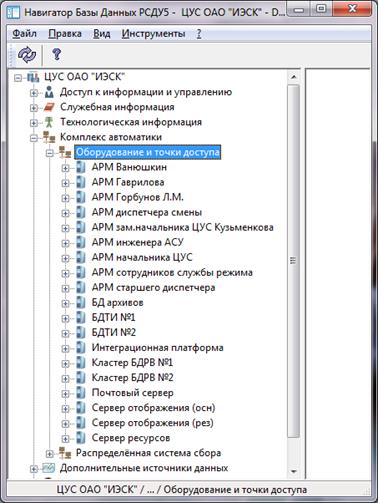 Навигатор Базы Данных РСДУ5 - ЦУС ОАО "ИЭСК" - D...
Файл Правка Вид Инструменты ?
ЦУС ОАО "ИЭСК"
Доступ к информации и управлению
Служебная информация
Технологическая информация
Комплекс автоматики
Оборудование и точки доступа
АРМ Ванюшкин
АРМ Гаврилова
АРМ Горбунов Л.М.
АРМ диспетчера смены
АРМ зам.начальника ЦУС Кузьменкова
АРМ инженера АСУ
АРМ начальника ЦУС
АРМ сотрудников службы режима
АРМ старшего диспетчера
БД архивов
БДТИ №1
БДТИ №2
Интеграционная платформа
Кластер БДРВ №1
Кластер БДРВ №2
Почтовый сервер
Сервер отображения (осн)
Сервер отображения (рез)
Сервер ресурсов
Распределённая система сбора
Дополнительные источники данных
ЦУС ОАО "ИЭСК" / ... / Оборудование и точки доступа